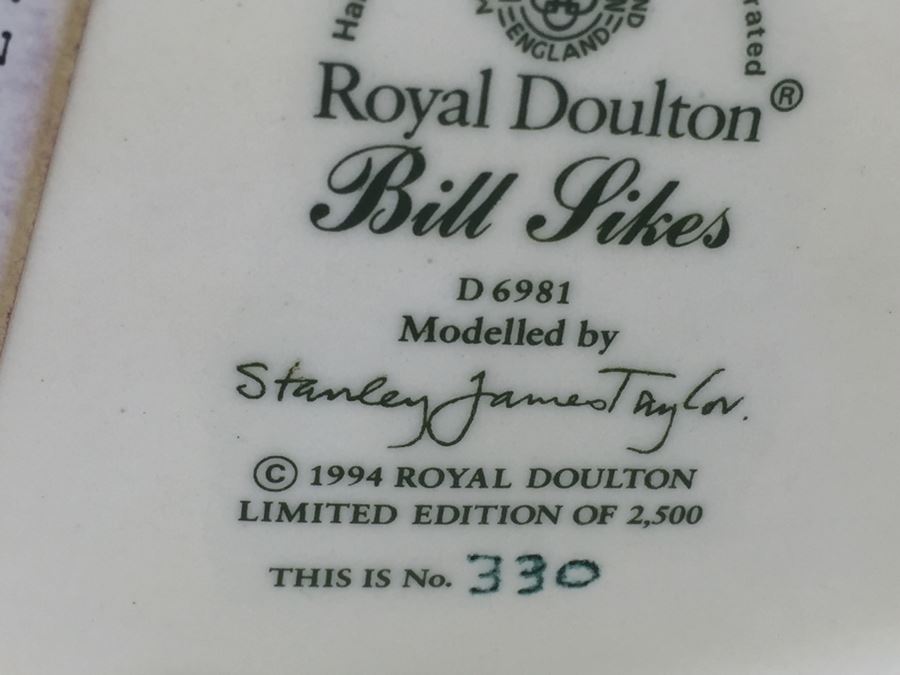 ENGLAND
Royal Doulton®
Bill Sikes
D 6981
Modelled by
Stanley James Taylor.
© 1994 ROYAL DOULTON
LIMITED EDITION OF 2,500
THIS IS No. 330